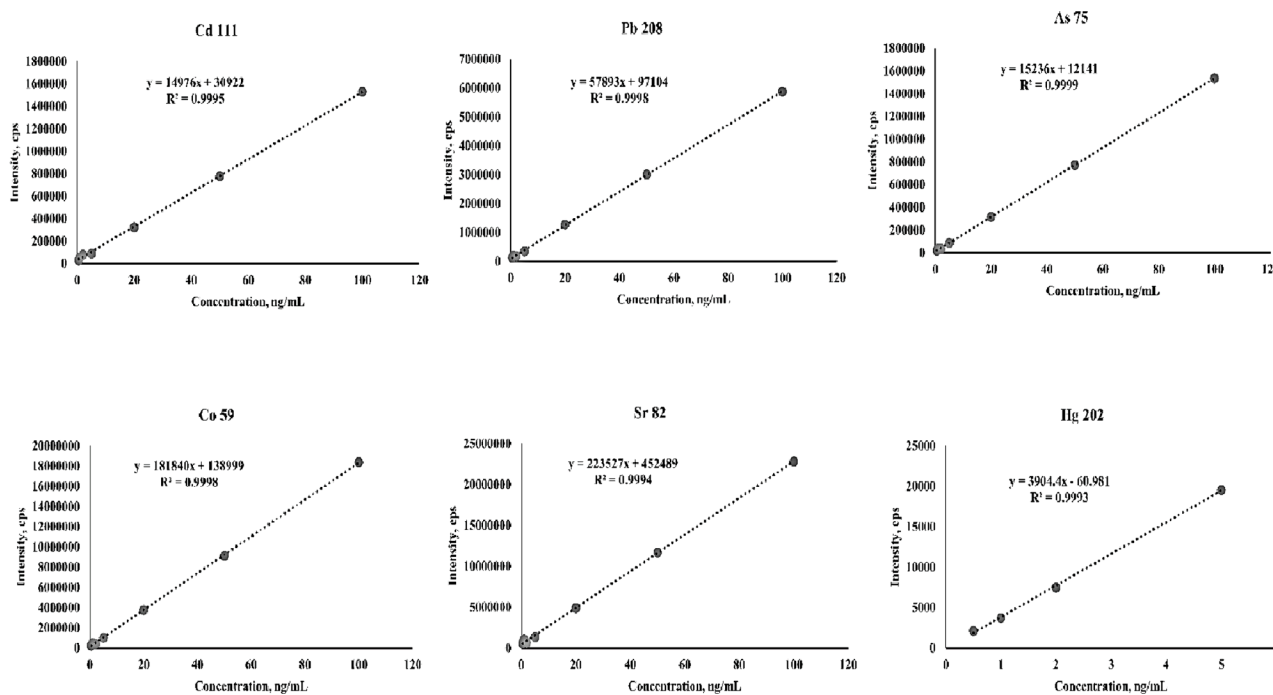 Cd 111
y = 14976x + 30922
R² = 0.9995
Intensity, cps
1800000
1600000
1400000
1200000
1000000
800000
600000
400000
200000
0
0 20 40 60 80 100 120
Concentration, ng/mL
Pb 208
y = 57893x + 97104
R² = 0.9998
Intensity, cps
7000000
6000000
5000000
4000000
3000000
2000000
1000000
0
0 20 40 60 80 100 120
Concentration, ng/mL
As 75
y = 15236x + 12141
R² = 0.9999
Intensity, cps
1800000
1600000
1400000
1200000
1000000
800000
600000
400000
200000
0
0 20 40 60 80 100 120
Concentration, ng/mL
Co 59
y = 181840x + 138999
R² = 0.9998
Intensity, cps
20000000
18000000
16000000
14000000
12000000
10000000
8000000
6000000
4000000
2000000
0
0 20 40 60 80 100 120
Concentration, ng/mL
Sr 82
y = 223527x + 452489
R² = 0.9994
Intensity, cps
25000000
20000000
15000000
10000000
5000000
0
0 20 40 60 80 100 120
Concentration, ng/mL
Hg 202
y = 3904.4x - 60.981
R² = 0.9993
Intensity, cps
25000
20000
15000
10000
5000
0
0 1 2 3 4 5
Concentration, ng/mL